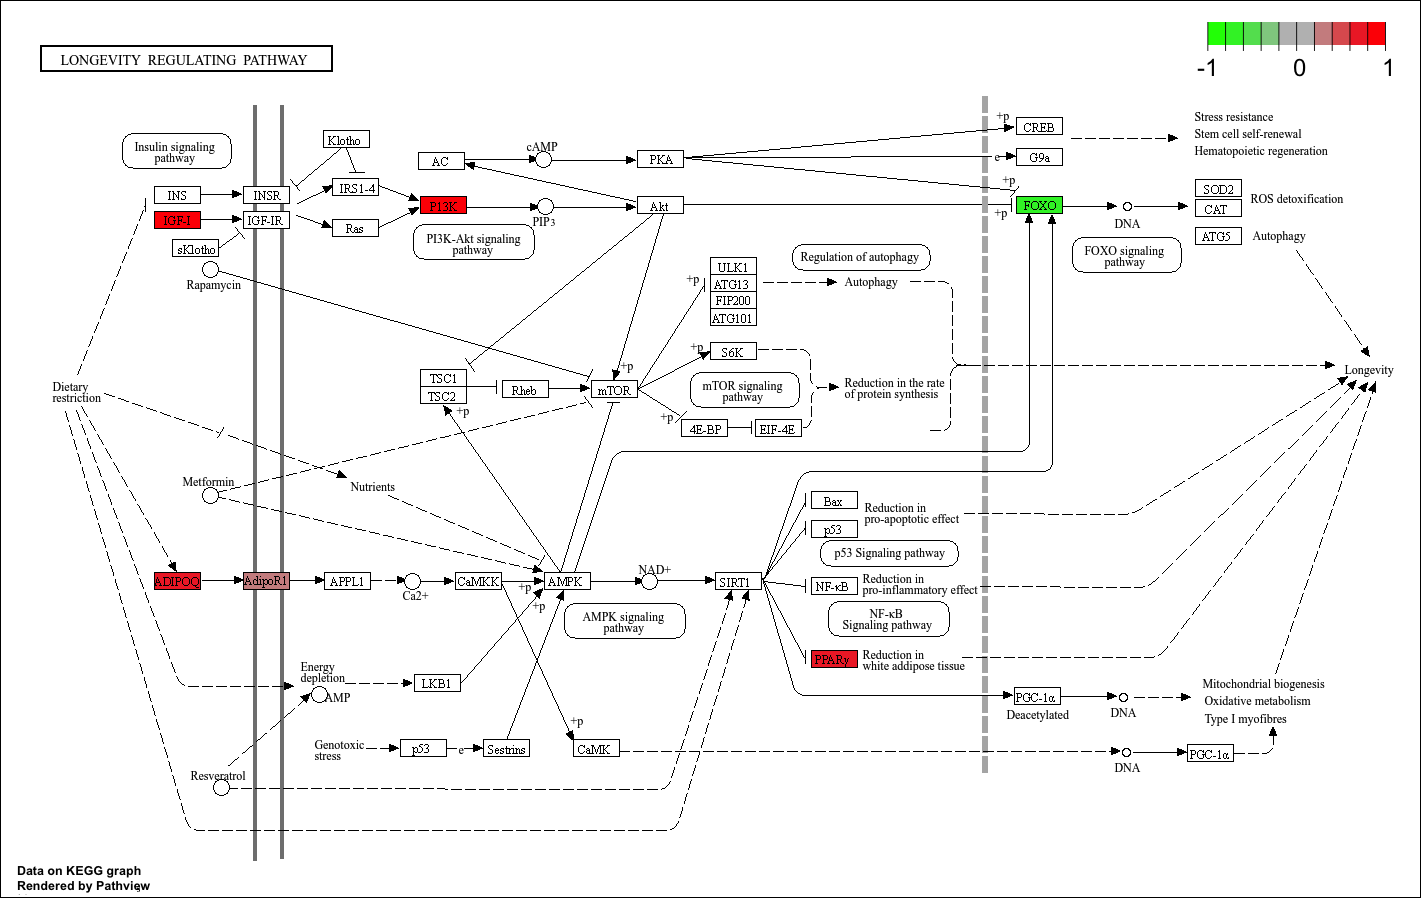 LONGEVITY REGULATING PATHWAY
-1 0 1
Insulin signaling
pathway
Klotho
INS
INSR
IRS1-4
IGF-I
IGF-IR
Ras
sKlotho
Rapamycin
AC
cAMP
PKA
P13K
PIP3
Akt
PI3K-Akt signaling
pathway
+p
CREB
e
G9a
+p
+p
FOXO
DNA
FOXO signaling
pathway
Stress resistance
Stem cell self-renewal
Hematopoietic regeneration
SOD2
CAT
ROS detoxification
ATG5
Autophagy
Regulation of autophagy
+p
ULK1
ATG13
FIP200
ATG101
Autophagy
+p
S6K
TSC1
TSC2
+p
Rheb
+p
mTOR
mTOR signaling
pathway
+p
4E-BP
EIF-4E
Reduction in the rate
of protein synthesis
Longevity
Dietary
restriction
Metformin
Nutrients
ADIPOQ
AdipoR1
APPL1
Ca2+
CaMKK
+p
+p
AMPK
NAD+
SIRT1
AMPK signaling
pathway
Bax
p53
Reduction in
pro-apoptotic effect
p53 Signaling pathway
NF-κB
Reduction in
pro-inflammatory effect
NF-κB
Signaling pathway
PPARγ
Reduction in
white addipose tissue
Energy
depletion
AMP
LKB1
Genotoxic
stress
p53
e
Sestrins
+p
CaMK
Resveratrol
PGC-1α
Deacetylated
DNA
Mitochondrial biogenesis
Oxidative metabolism
Type I myofibres
DNA
PGC-1α
Data on KEGG graph
Rendered by Pathview